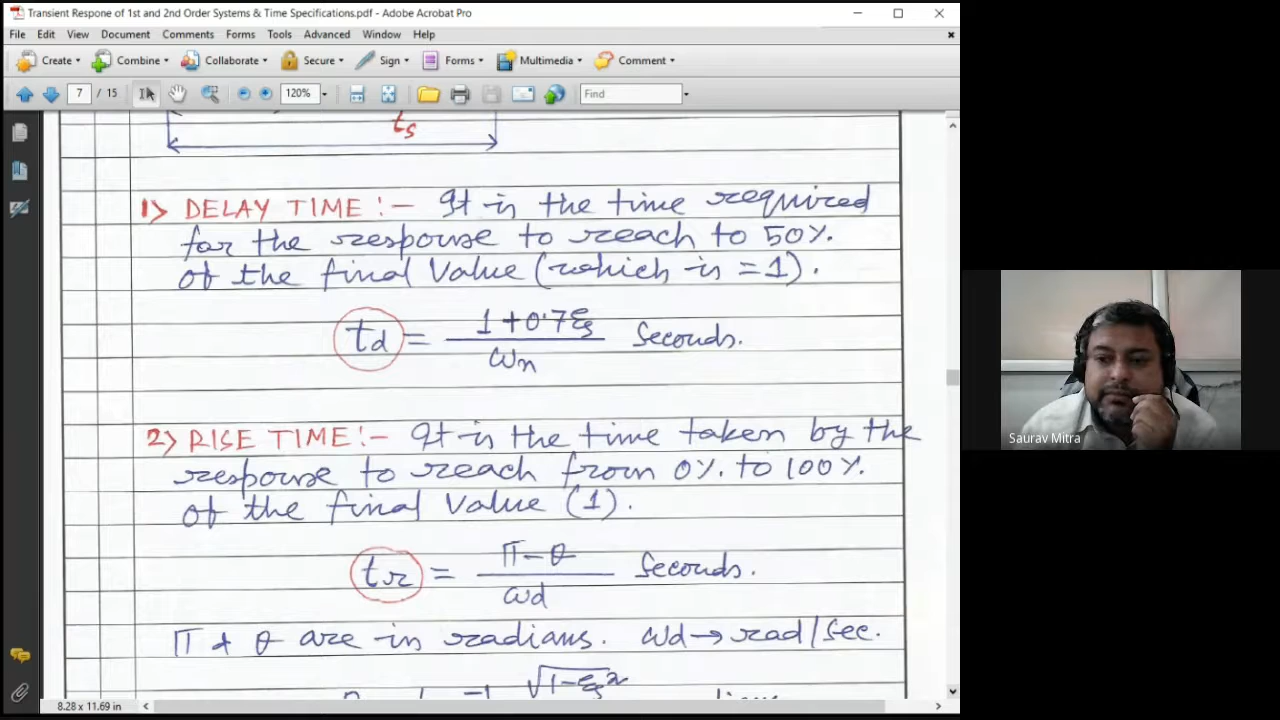 Transient Respone of 1st and 2nd Order Systems & Time Specifications.pdf - Adobe Acrobat Pro
File Edit View Document Comments Forms Tools Advanced Window Help
Create Combine Collaborate Secure Sign Forms Multimedia Comment
7 / 15 120% Find
ts
1> DELAY TIME :- It is the time required
for the response to reach to 50%.
of the final Value (which is = 1).
td = 1+0.7ξ / ωn Seconds.
2> RISE TIME :- It is the time taken by the
response to reach from 0% to 100%.
of the final Value (1).
tr = π-θ / ωd Seconds.
π & θ are in radians. ωd → rad/sec.
√1-ξ²
Saurav Mitra
8.28 x 11.69 in